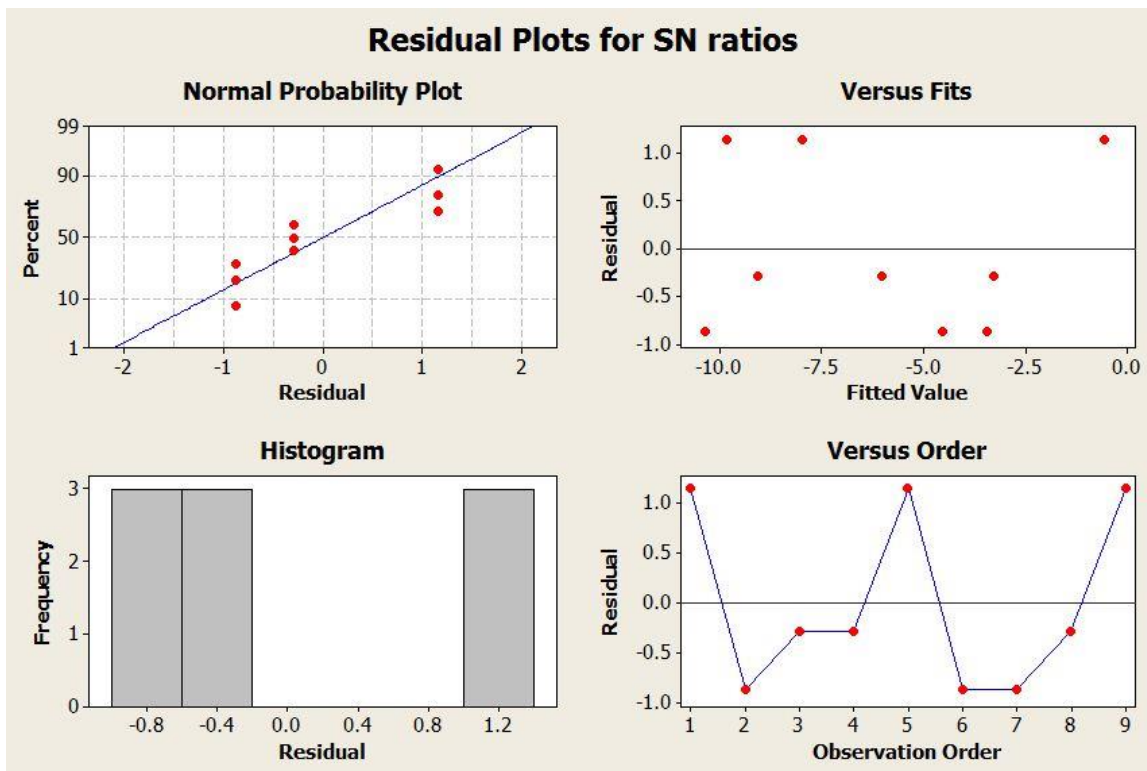 Residual Plots for SN ratios
Normal Probability Plot
99
90
50
10
1
Percent
-2 -1 0 1 2
Residual
Versus Fits
1.0
0.5
0.0
-0.5
-1.0
Residual
-10.0 -7.5 -5.0 -2.5 0.0
Fitted Value
Histogram
3
2
1
0
Frequency
-0.8 -0.4 0.0 0.4 0.8 1.2
Residual
Versus Order
1.0
0.5
0.0
-0.5
-1.0
Residual
1 2 3 4 5 6 7 8 9
Observation Order